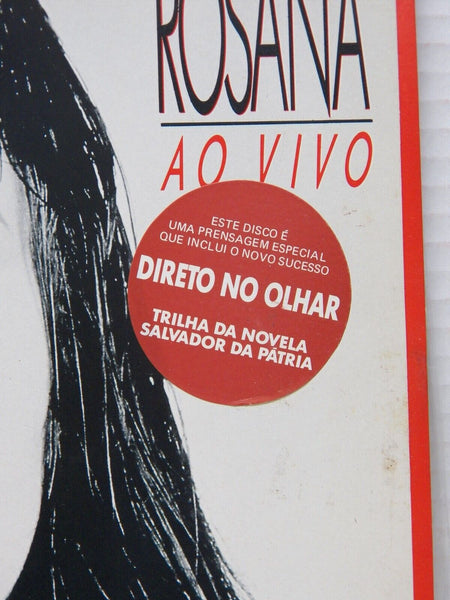 ROSANA
AO VIVO
ESTE DISCO É
UMA PRENSAGEM ESPECIAL
QUE INCLUI O NOVO SUCESSO
DIRETO NO OLHAR
TRILHA DA NOVELA
SALVADOR DA PÁTRIA